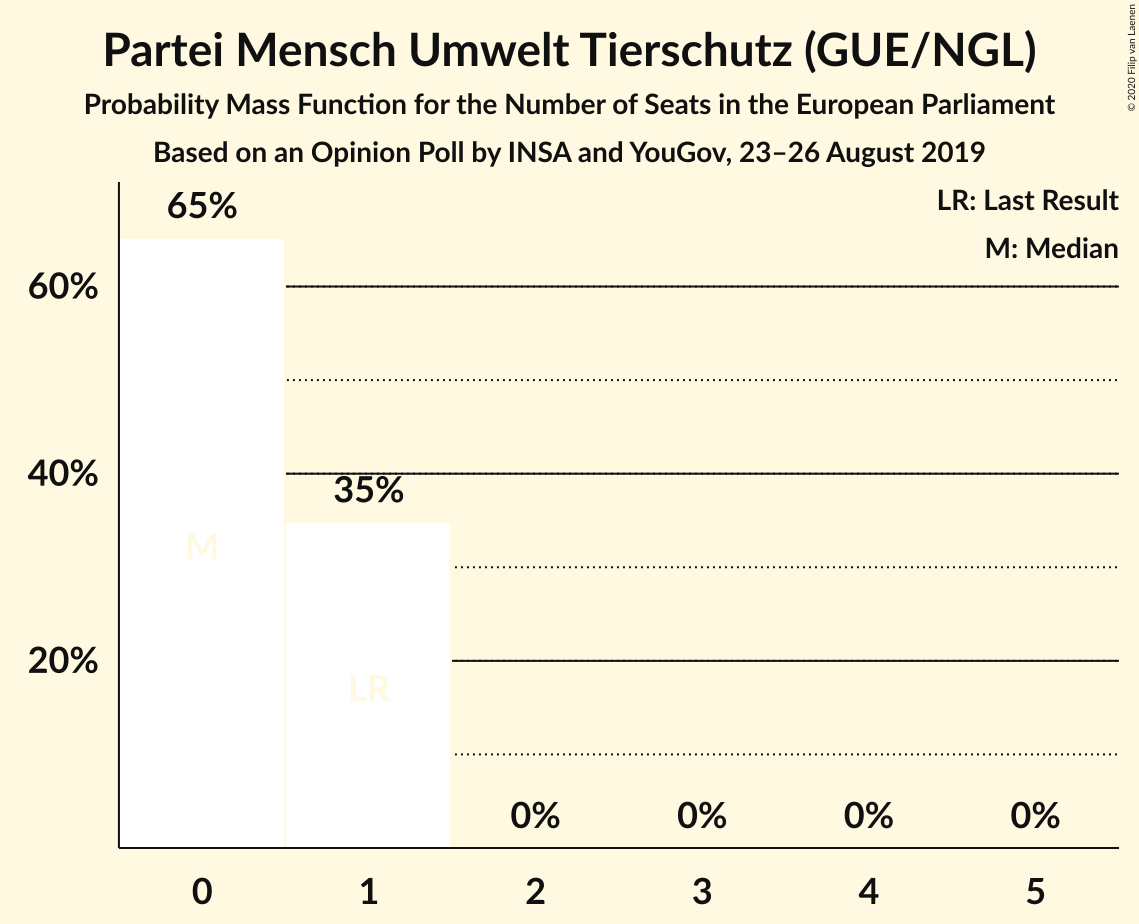 Partei Mensch Umwelt Tierschutz (GUE/NGL)
Probability Mass Function for the Number of Seats in the European Parliament
Based on an Opinion Poll by INSA and YouGov, 23–26 August 2019
© 2020 Filip van Laenen
LR: Last Result
M: Median
65%
60%
40%
35%
M
20%
LR
0% 0% 0% 0%
0 1 2 3 4 5